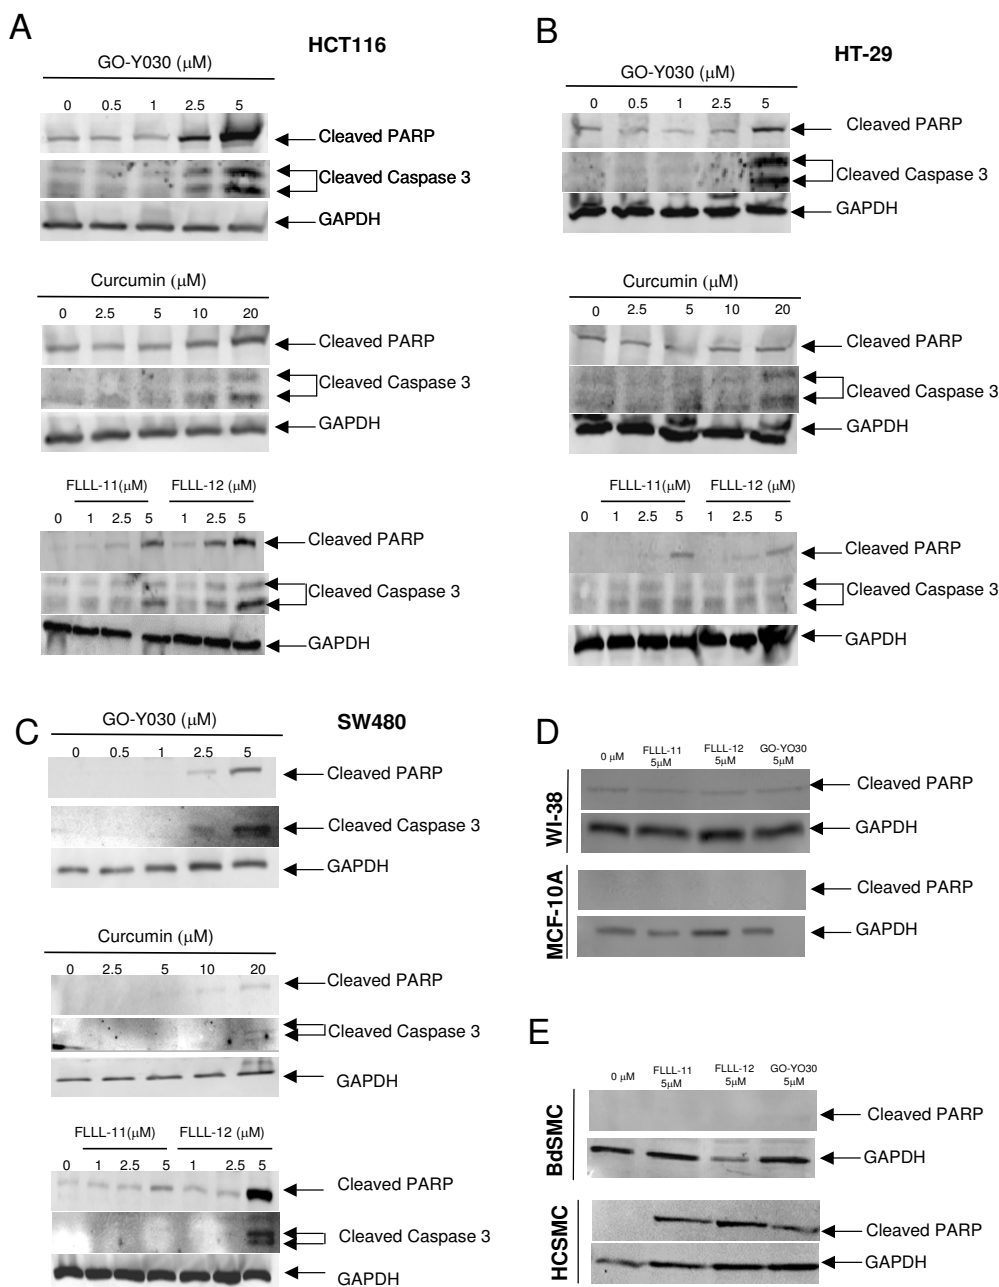 A
HCT116
GO-Y030 (μM)
0 0.5 1 2.5 5
Cleaved PARP
Cleaved Caspase 3
GAPDH
Curcumin (μM)
0 2.5 5 10 20
Cleaved PARP
Cleaved Caspase 3
GAPDH
FLLL-11(μM) FLLL-12 (μM)
0 1 2.5 5 1 2.5 5
Cleaved PARP
Cleaved Caspase 3
GAPDH
B
HT-29
GO-Y030 (μM)
0 0.5 1 2.5 5
Cleaved PARP
Cleaved Caspase 3
GAPDH
Curcumin (μM)
0 2.5 5 10 20
Cleaved PARP
Cleaved Caspase 3
GAPDH
FLLL-11(μM) FLLL-12 (μM)
0 1 2.5 5 1 2.5 5
Cleaved PARP
Cleaved Caspase 3
GAPDH
C
SW480
GO-Y030 (μM)
0 0.5 1 2.5 5
Cleaved PARP
Cleaved Caspase 3
GAPDH
Curcumin (μM)
0 2.5 5 10 20
Cleaved PARP
Cleaved Caspase 3
GAPDH
FLLL-11(μM) FLLL-12 (μM)
0 1 2.5 5 1 2.5 5
Cleaved PARP
Cleaved Caspase 3
GAPDH
D
0 μM FLLL-11 5μM FLLL-12 5μM GO-YO30 5μM
WI-38
Cleaved PARP
GAPDH
MCF-10A
Cleaved PARP
GAPDH
E
0 μM FLLL-11 5μM FLLL-12 5μM GO-YO30 5μM
BdSMC
Cleaved PARP
GAPDH
HCSMC
Cleaved PARP
GAPDH